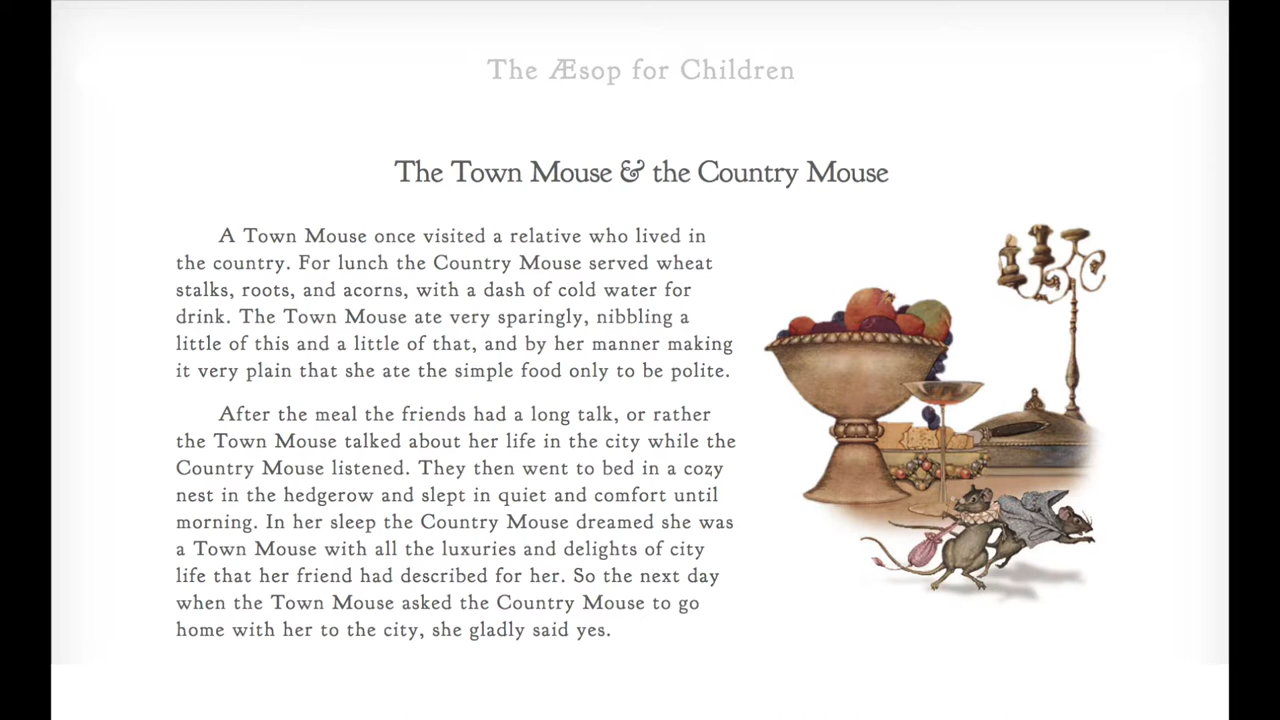 The Æsop for Children
The Town Mouse & the Country Mouse
A Town Mouse once visited a relative who lived in
the country. For lunch the Country Mouse served wheat
stalks, roots, and acorns, with a dash of cold water for
drink. The Town Mouse ate very sparingly, nibbling a
little of this and a little of that, and by her manner making
it very plain that she ate the simple food only to be polite.
After the meal the friends had a long talk, or rather
the Town Mouse talked about her life in the city while the
Country Mouse listened. They then went to bed in a cozy
nest in the hedgerow and slept in quiet and comfort until
morning. In her sleep the Country Mouse dreamed she was
a Town Mouse with all the luxuries and delights of city
life that her friend had described for her. So the next day
when the Town Mouse asked the Country Mouse to go
home with her to the city, she gladly said yes.